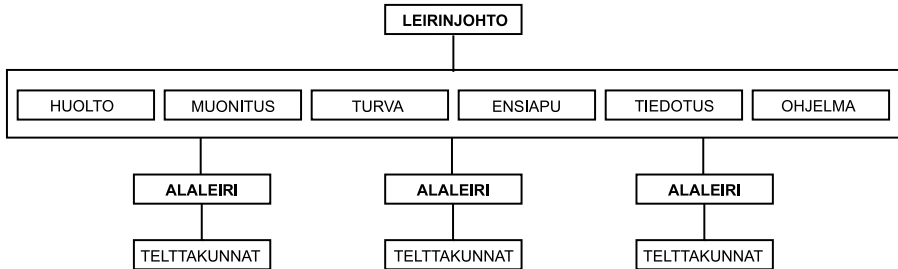 LEIRINJOHTO
HUOLTO MUONITUS TURVA ENSIAPU TIEDOTUS OHJELMA
ALALEIRI ALALEIRI ALALEIRI
TELTTAKUNNAT TELTTAKUNNAT TELTTAKUNNAT